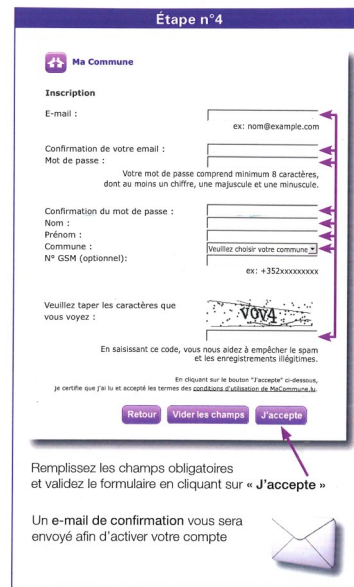 Étape n°4
Ma Commune
Inscription
E-mail :
ex: nom@example.com
Confirmation de votre email :
Mot de passe :
Votre mot de passe comprend minimum 8 caractères,
dont au moins un chiffre, une majuscule et une minuscule.
Confirmation du mot de passe :
Nom :
Prénom :
Commune :
Veuillez choisir votre commune
N° GSM (optionnel):
ex: +352xxxxxxxxx
Veuillez taper les caractères que
vous voyez :
vov4
En saisissant ce code, vous nous aidez à empêcher le spam
et les enregistrements illégitimes.
En cliquant sur le bouton "J'accepte" ci-dessous,
je certifie que j'ai lu et accepté les termes des conditions d'utilisation de MaCommune.lu.
Retour Vider les champs J'accepte
Remplissez les champs obligatoires
et validez le formulaire en cliquant sur « J'accepte »
Un e-mail de confirmation vous sera
envoyé afin d'activer votre compte